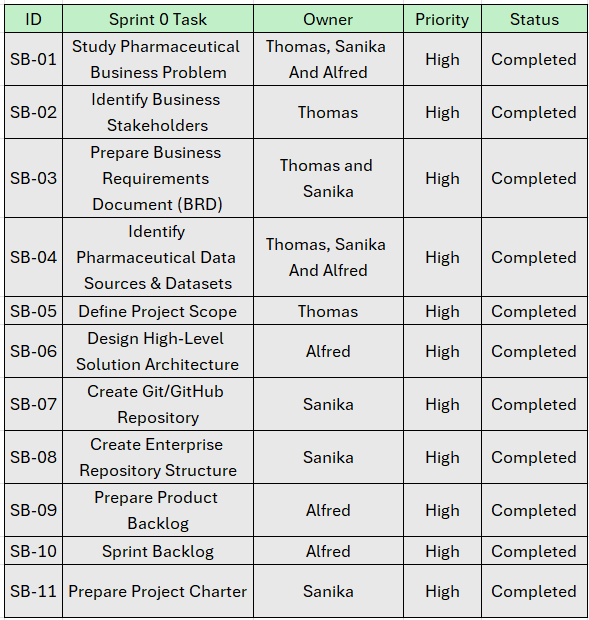 ID Sprint 0 Task Owner Priority Status
SB-01 Study Pharmaceutical Business Problem Thomas, Sanika And Alfred High Completed
SB-02 Identify Business Stakeholders Thomas High Completed
SB-03 Prepare Business Requirements Document (BRD) Thomas and Sanika High Completed
SB-04 Identify Pharmaceutical Data Sources & Datasets Thomas, Sanika And Alfred High Completed
SB-05 Define Project Scope Thomas High Completed
SB-06 Design High-Level Solution Architecture Alfred High Completed
SB-07 Create Git/GitHub Repository Sanika High Completed
SB-08 Create Enterprise Repository Structure Sanika High Completed
SB-09 Prepare Product Backlog Alfred High Completed
SB-10 Sprint Backlog Alfred High Completed
SB-11 Prepare Project Charter Sanika High Completed